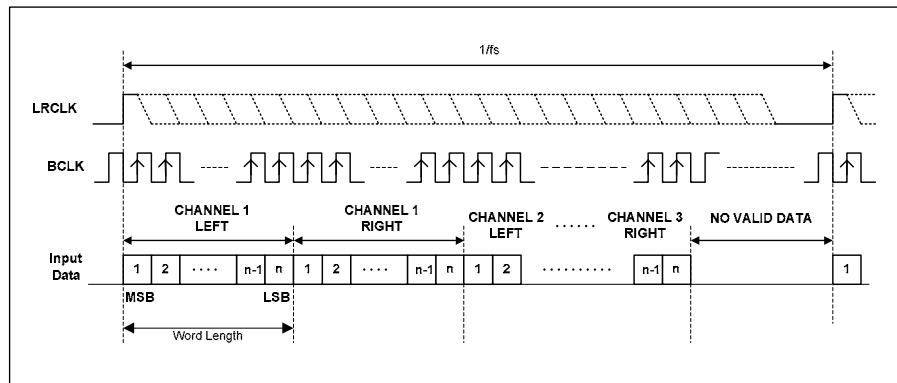 1/fs
LRCLK
BCLK
CHANNEL 1
LEFT
CHANNEL 1
RIGHT
CHANNEL 2
LEFT
......
CHANNEL 3
RIGHT
NO VALID DATA
Input
Data
1 2 .... n-1 n 1 2 .... n-1 n 1 2 .......... n-1 n 1
MSB LSB
Word Length